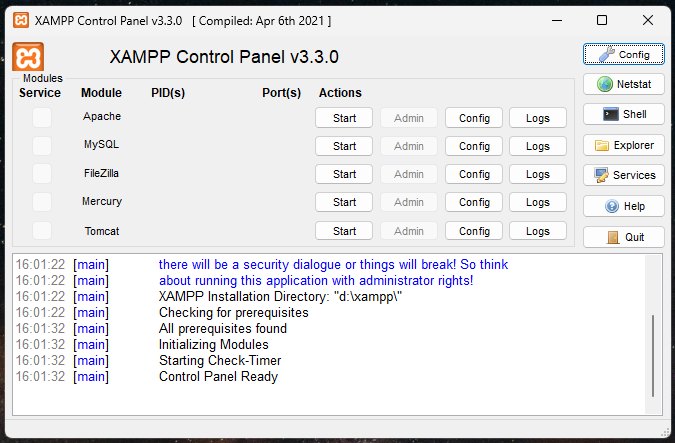 XAMPP Control Panel v3.3.0 [ Compiled: Apr 6th 2021 ]
XAMPP Control Panel v3.3.0
Config
Modules
Service Module PID(s) Port(s) Actions
Netstat
Apache Start Admin Config Logs
Shell
MySQL Start Admin Config Logs
Explorer
FileZilla Start Admin Config Logs
Services
Mercury Start Admin Config Logs
Help
Tomcat Start Admin Config Logs
Quit
16:01:22 [main] there will be a security dialogue or things will break! So think
16:01:22 [main] about running this application with administrator rights!
16:01:22 [main] XAMPP Installation Directory: "d:\xampp\"
16:01:22 [main] Checking for prerequisites
16:01:32 [main] All prerequisites found
16:01:32 [main] Initializing Modules
16:01:32 [main] Starting Check-Timer
16:01:32 [main] Control Panel Ready